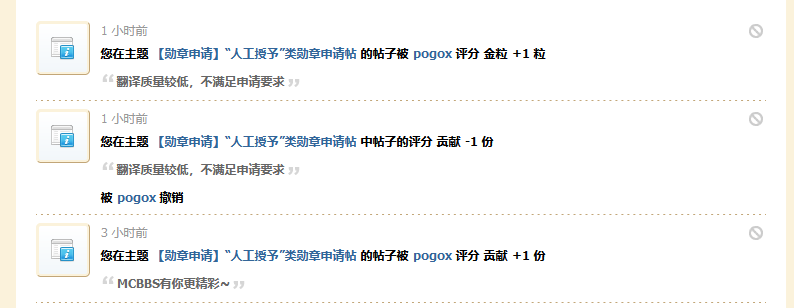 1 小时前
您在主题 【勋章申请】“人工授予”类勋章申请帖 的帖子被 pogox 评分 金粒 +1 粒
“ 翻译质量较低，不满足申请要求 ”
1 小时前
您在主题 【勋章申请】“人工授予”类勋章申请帖 中帖子的评分 贡献 -1 份
“ 翻译质量较低，不满足申请要求 ”
被 pogox 撤销
3 小时前
您在主题 【勋章申请】“人工授予”类勋章申请帖 的帖子被 pogox 评分 贡献 +1 份
“ MCBBS有你更精彩~ ”